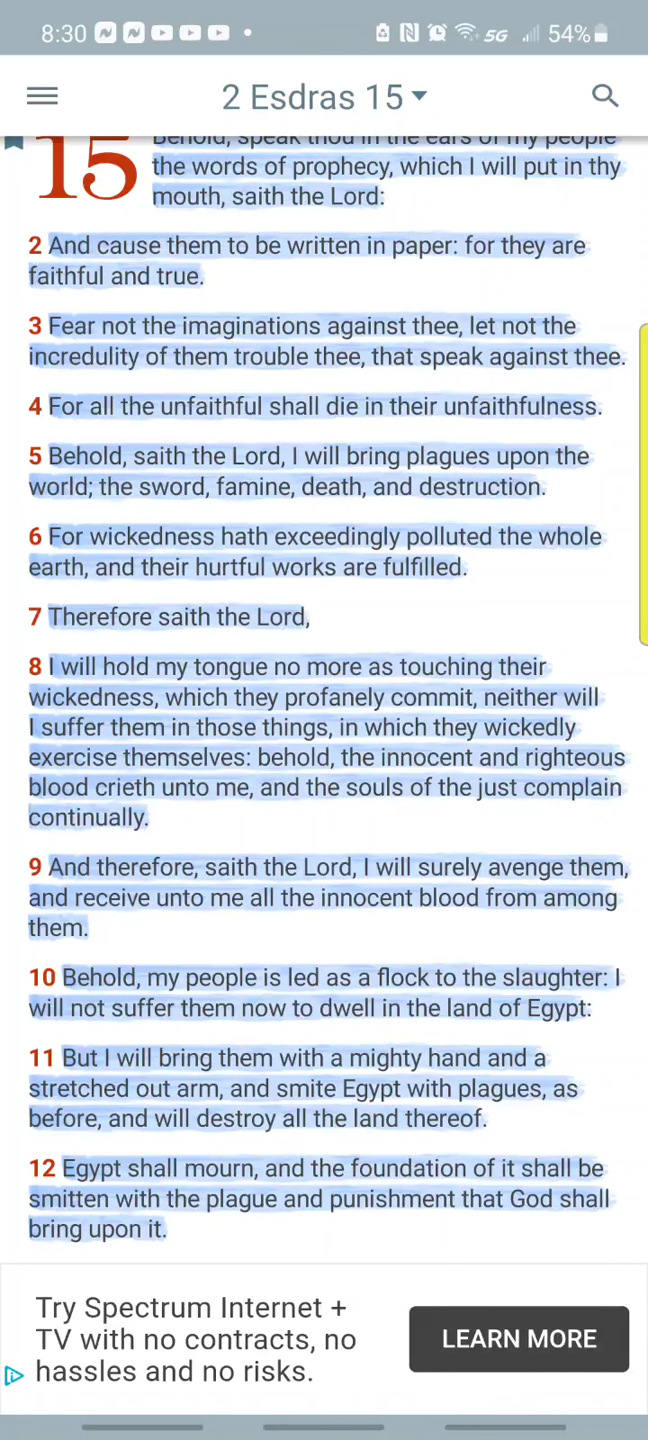 8:30
5G
54%
2 Esdras 15
15 Behold, speak thou in the ears of my people
the words of prophecy, which I will put in thy
mouth, saith the Lord:
2 And cause them to be written in paper: for they are
faithful and true.
3 Fear not the imaginations against thee, let not the
incredulity of them trouble thee, that speak against thee.
4 For all the unfaithful shall die in their unfaithfulness.
5 Behold, saith the Lord, I will bring plagues upon the
world; the sword, famine, death, and destruction.
6 For wickedness hath exceedingly polluted the whole
earth, and their hurtful works are fulfilled.
7 Therefore saith the Lord,
8 I will hold my tongue no more as touching their
wickedness, which they profanely commit, neither will
I suffer them in those things, in which they wickedly
exercise themselves: behold, the innocent and righteous
blood crieth unto me, and the souls of the just complain
continually.
9 And therefore, saith the Lord, I will surely avenge them,
and receive unto me all the innocent blood from among
them.
10 Behold, my people is led as a flock to the slaughter: I
will not suffer them now to dwell in the land of Egypt:
11 But I will bring them with a mighty hand and a
stretched out arm, and smite Egypt with plagues, as
before, and will destroy all the land thereof.
12 Egypt shall mourn, and the foundation of it shall be
smitten with the plague and punishment that God shall
bring upon it.
Try Spectrum Internet +
TV with no contracts, no
hassles and no risks.
LEARN MORE